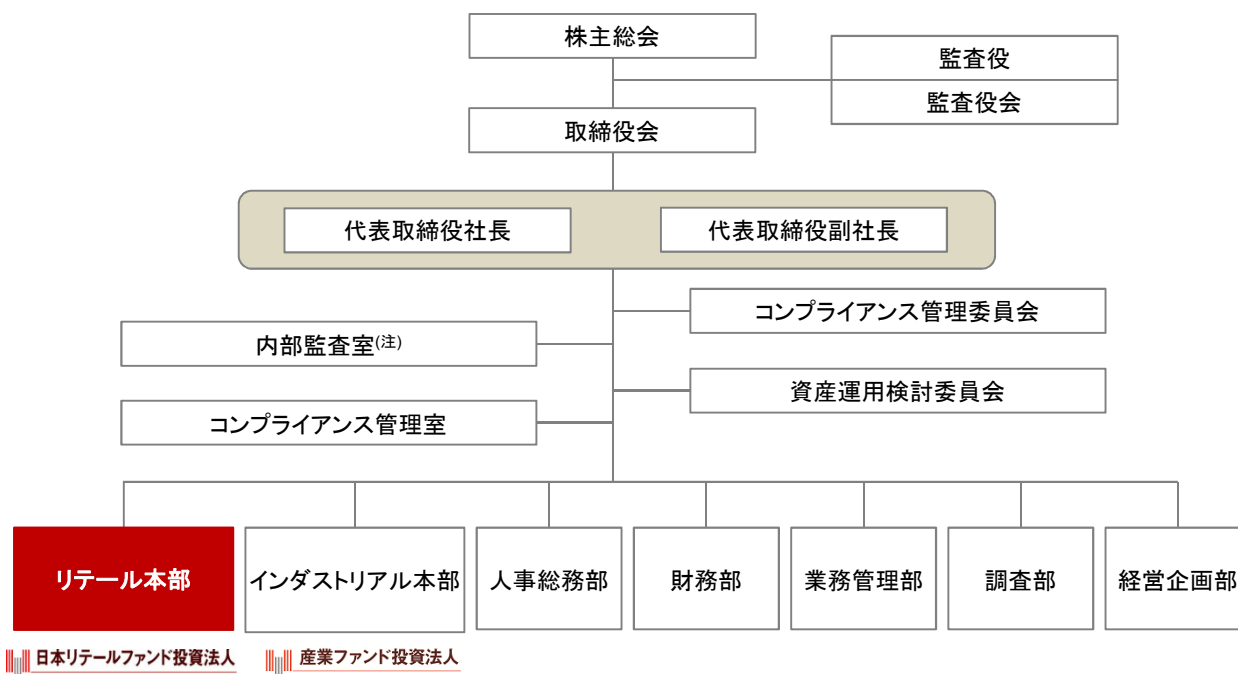 株主総会
監査役
監査役会
取締役会
代表取締役社長
代表取締役副社長
コンプライアンス管理委員会
内部監査室(注)
資産運用検討委員会
コンプライアンス管理室
リテール本部
インダストリアル本部
人事総務部
財務部
業務管理部
調査部
経営企画部
日本リテールファンド投資法人
産業ファンド投資法人